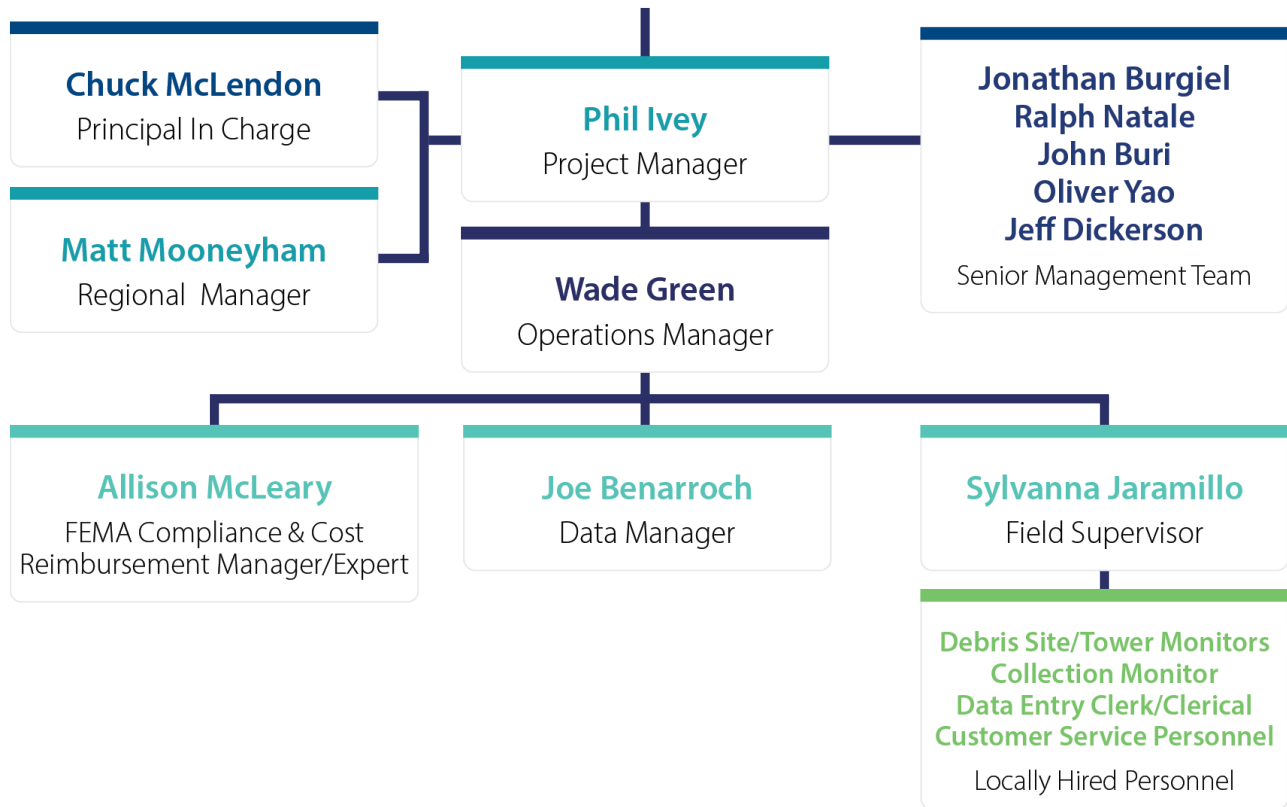 Chuck McLendon
Principal In Charge
Matt Mooneyham
Regional Manager
Phil Ivey
Project Manager
Wade Green
Operations Manager
Jonathan Burgiel
Ralph Natale
John Buri
Oliver Yao
Jeff Dickerson
Senior Management Team
Allison McLeary
FEMA Compliance & Cost
Reimbursement Manager/Expert
Joe Benarroch
Data Manager
Sylvanna Jaramillo
Field Supervisor
Debris Site/Tower Monitors
Collection Monitor
Data Entry Clerk/Clerical
Customer Service Personnel
Locally Hired Personnel